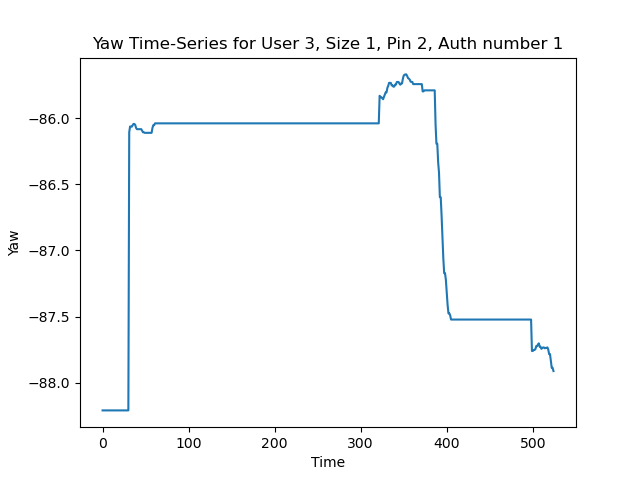 Yaw Time-Series for User 3, Size 1, Pin 2, Auth number 1
−86.0
−86.5
−87.0
−87.5
−88.0
Yaw
0 100 200 300 400 500
Time